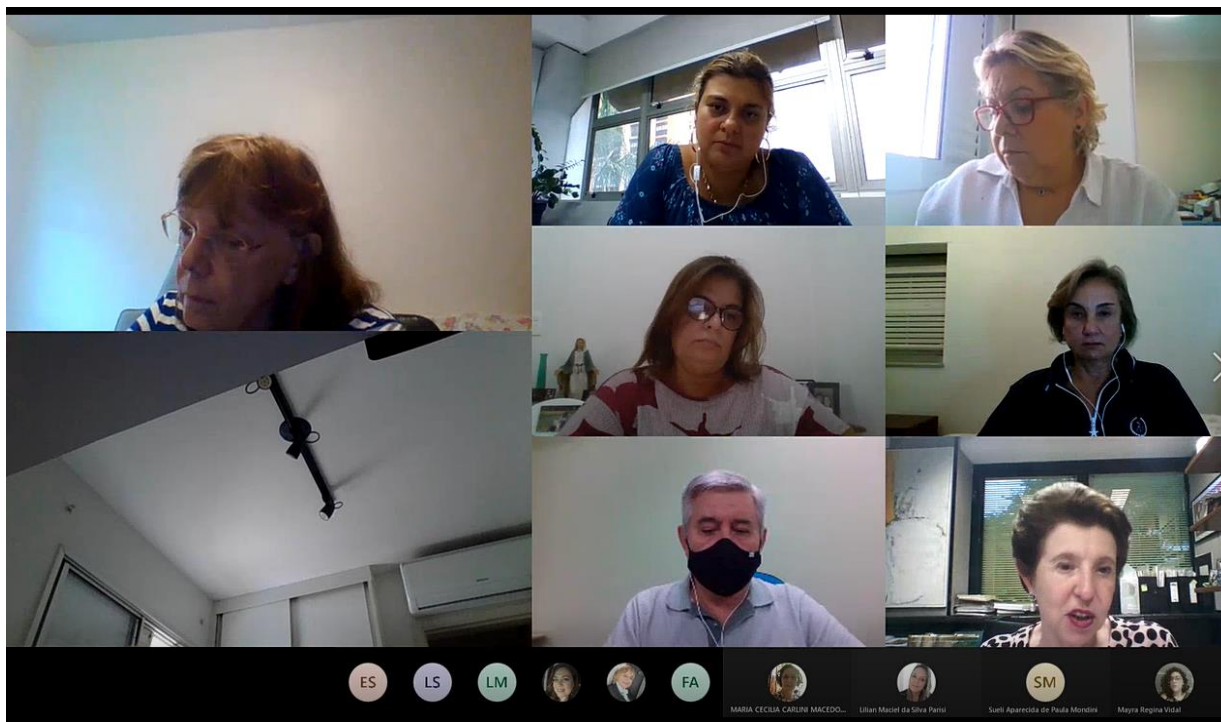 ES
LS
LM
FA
MARIA CECILIA CARLINI MACEDO...
Lilian Maciel da Silva Parisi
SM
Sueli Aparecida de Paula Mondini
Mayra Regina Vidal